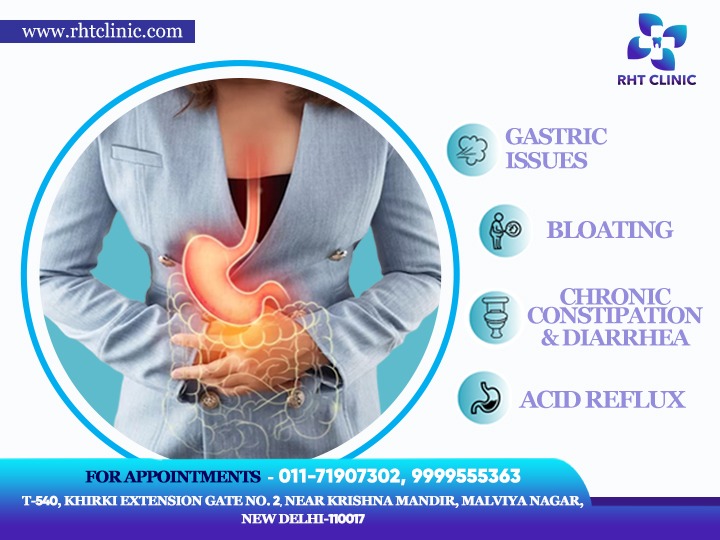 www.rhtclinic.com
RHT CLINIC
GASTRIC
ISSUES
BLOATING
CHRONIC
CONSTIPATION
& DIARRHEA
ACID REFLUX
FOR APPOINTMENTS - 011-71907302, 9999555363
T-540, KHIRKI EXTENSION GATE NO. 2, NEAR KRISHNA MANDIR, MALVIYA NAGAR,
NEW DELHI-110017